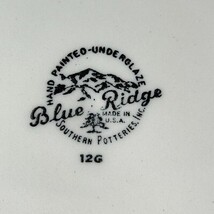 HAND PAINTED-UNDERGLAZE
Blue Ridge
MADE IN
U.S.A.
SOUTHERN POTTERIES, INC.
12G